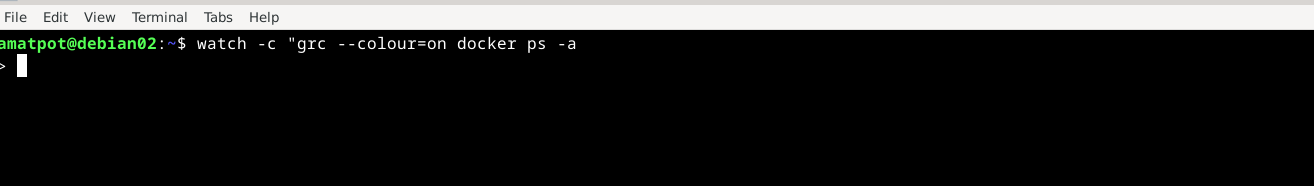 File Edit View Terminal Tabs Help
amatpot@debian02:~$ watch -c "grc --colour=on docker ps -a
>